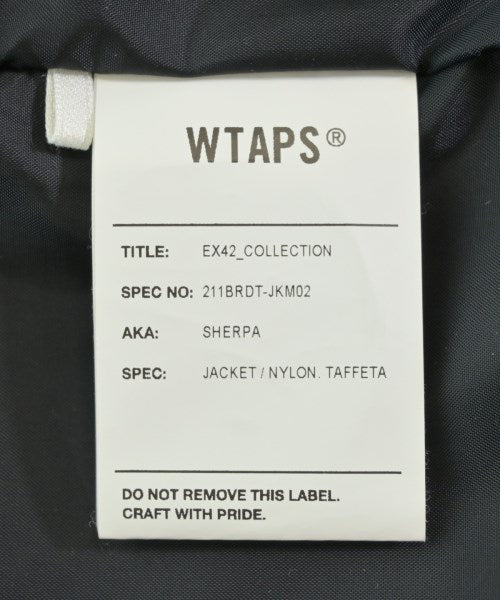 WTAPS®
TITLE: EX42_COLLECTION
SPEC NO: 211BRDT-JKM02
AKA: SHERPA
SPEC: JACKET / NYLON. TAFFETA
DO NOT REMOVE THIS LABEL.
CRAFT WITH PRIDE.